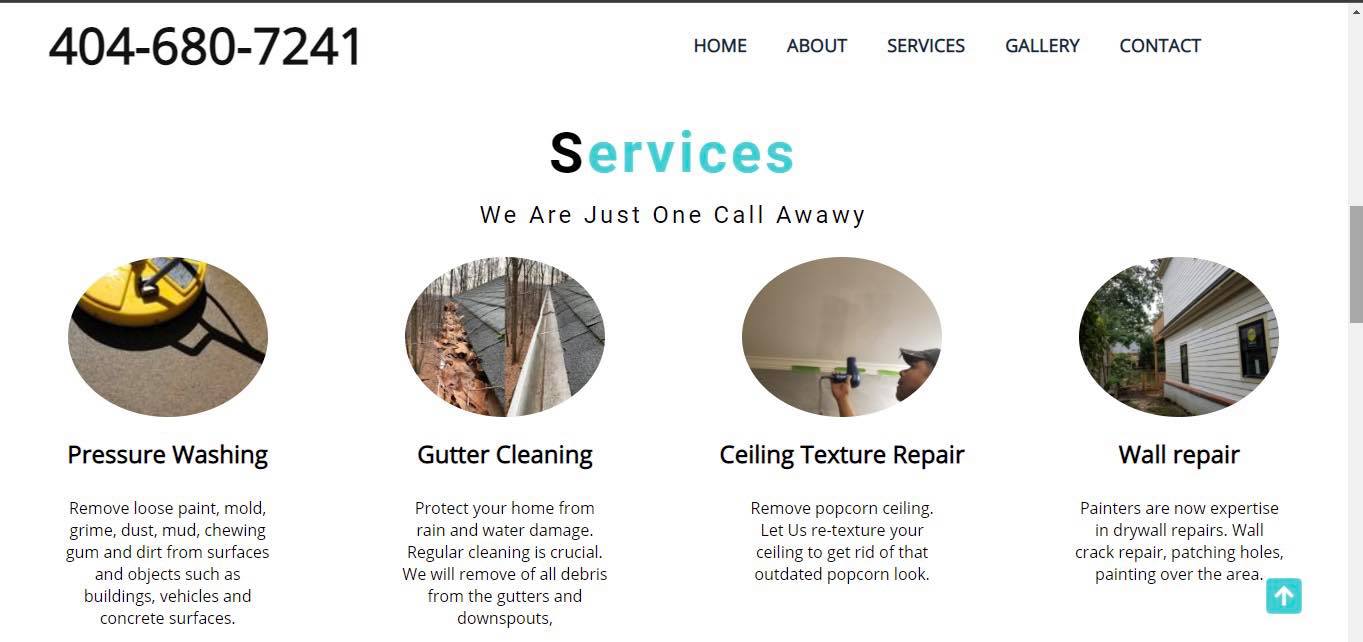 404-680-7241
HOME ABOUT SERVICES GALLERY CONTACT
Services
We Are Just One Call Awawy
Pressure Washing
Remove loose paint, mold,
grime, dust, mud, chewing
gum and dirt from surfaces
and objects such as
buildings, vehicles and
concrete surfaces.
Gutter Cleaning
Protect your home from
rain and water damage.
Regular cleaning is crucial.
We will remove of all debris
from the gutters and
downspouts,
Ceiling Texture Repair
Remove popcorn ceiling.
Let Us re-texture your
ceiling to get rid of that
outdated popcorn look.
Wall repair
Painters are now expertise
in drywall repairs. Wall
crack repair, patching holes,
painting over the area.